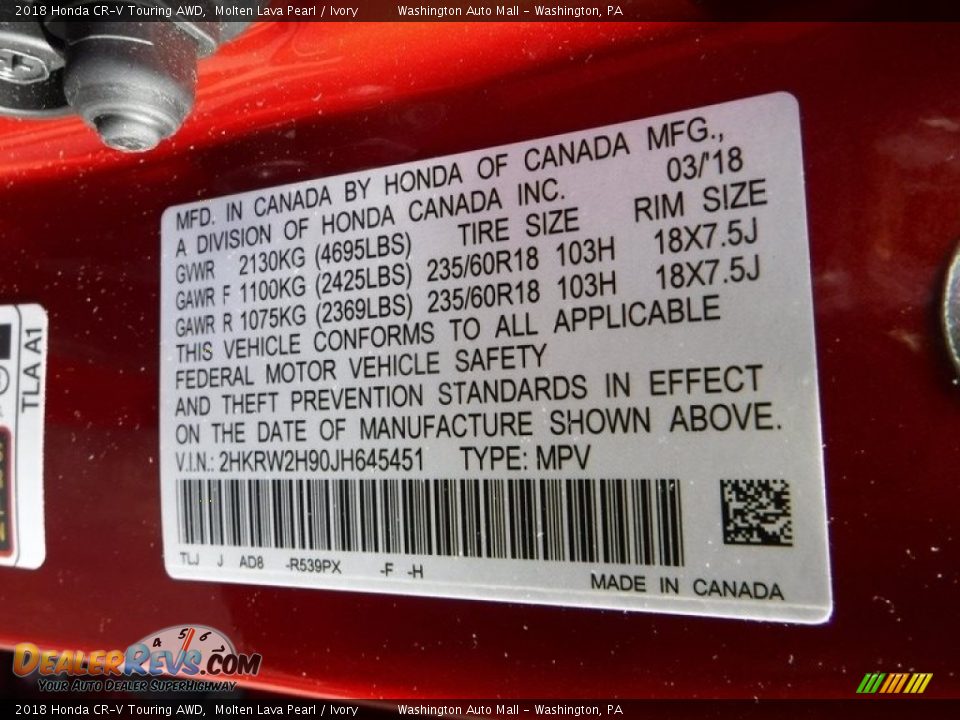 2018 Honda CR-V Touring AWD, Molten Lava Pearl / Ivory Washington Auto Mall - Washington, PA
MFD. IN CANADA BY HONDA OF CANADA MFG.,
A DIVISION OF HONDA CANADA INC. 03/'18
GVWR 2130KG (4695LBS) TIRE SIZE RIM SIZE
GAWR F 1100KG (2425LBS) 235/60R18 103H 18X7.5J
GAWR R 1075KG (2369LBS) 235/60R18 103H 18X7.5J
THIS VEHICLE CONFORMS TO ALL APPLICABLE
FEDERAL MOTOR VEHICLE SAFETY
AND THEFT PREVENTION STANDARDS IN EFFECT
ON THE DATE OF MANUFACTURE SHOWN ABOVE.
V.I.N.: 2HKRW2H90JH645451 TYPE: MPV
TLJ J AD8 -R539PX -F -H
MADE IN CANADA
TLA A1
4 5 6
DEALERREVS.COM
YOUR AUTO DEALER SUPERHIGHWAY
2018 Honda CR-V Touring AWD, Molten Lava Pearl / Ivory Washington Auto Mall - Washington, PA